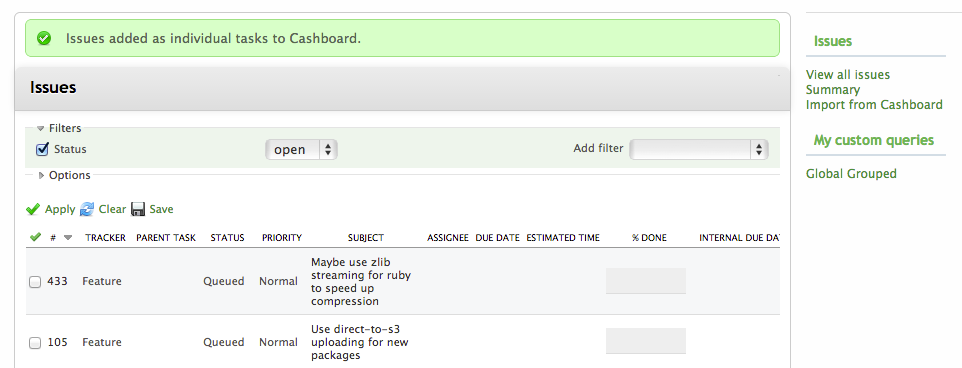 Issues added as individual tasks to Cashboard.
Issues
Filters
Status
open
Add filter
Options
Apply Clear Save
# TRACKER PARENT TASK STATUS PRIORITY SUBJECT ASSIGNEE DUE DATE ESTIMATED TIME % DONE INTERNAL DUE DA
433 Feature Queued Normal Maybe use zlib
streaming for ruby
to speed up
compression
105 Feature Queued Normal Use direct-to-s3
uploading for new
packages
Issues
View all issues
Summary
Import from Cashboard
My custom queries
Global Grouped